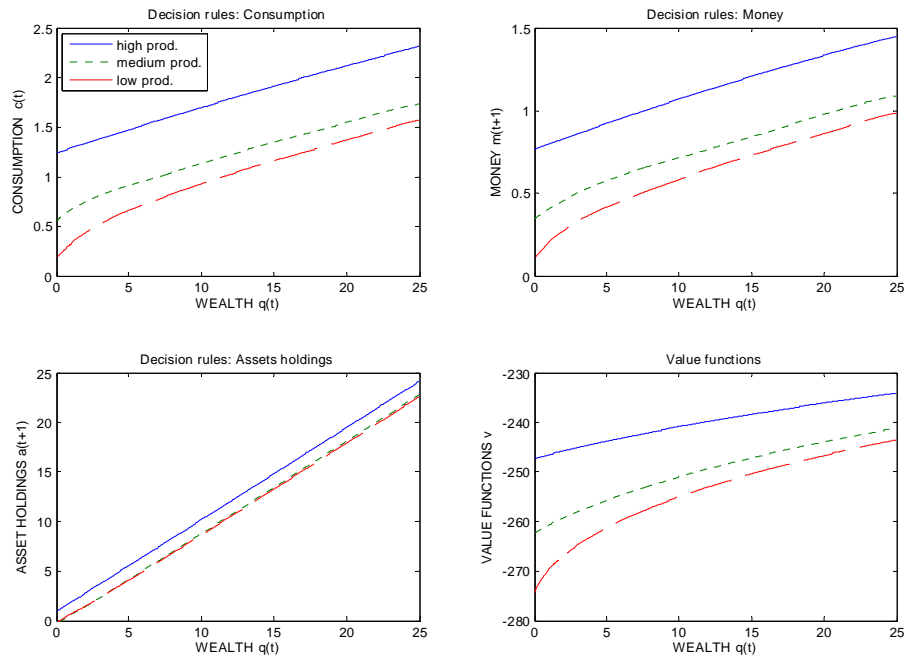 Decision rules: Consumption
2.5
2
1.5
1
0.5
0
CONSUMPTION c(t)
high prod.
medium prod.
low prod.
0 5 10 15 20 25
WEALTH q(t)
Decision rules: Money
1.5
1
0.5
0
MONEY m(t+1)
0 5 10 15 20 25
WEALTH q(t)
Decision rules: Assets holdings
25
20
15
10
5
0
ASSET HOLDINGS a(t+1)
0 5 10 15 20 25
WEALTH q(t)
Value functions
-230
-240
-250
-260
-270
-280
VALUE FUNCTIONS v
0 5 10 15 20 25
WEALTH q(t)